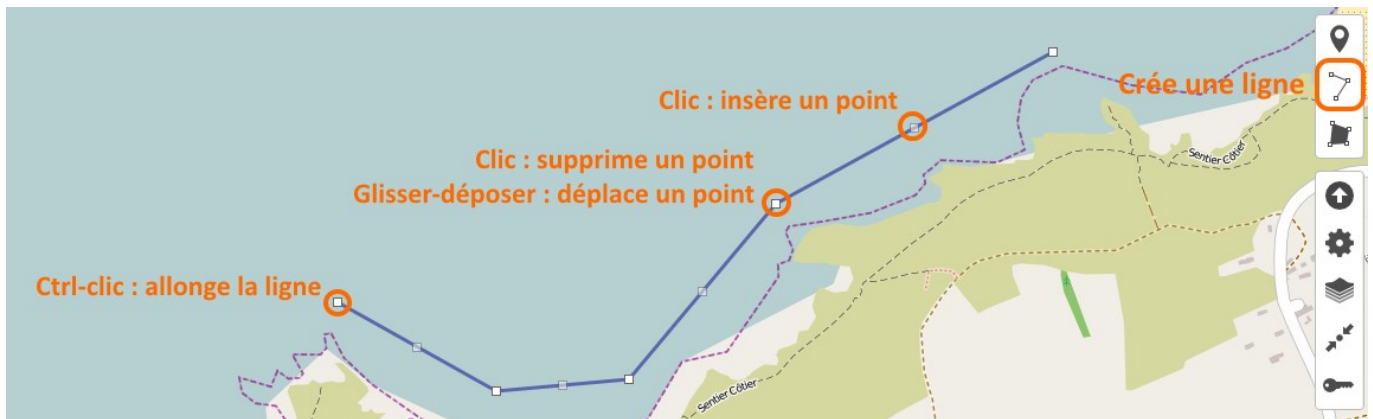 Crée une ligne
Clic : insère un point
Clic : supprime un point
Glisser-déposer : déplace un point
Sentier Côtier
Ctrl-clic : allonge la ligne
Sentier Côtier